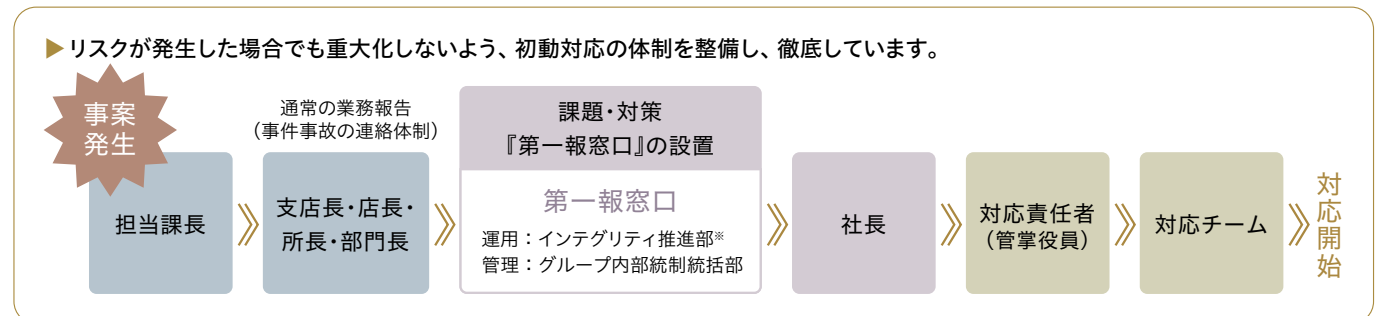 ▶リスクが発生した場合でも重大化しないよう、初動対応の体制を整備し、徹底しています。
事案
発生
担当課長
通常の業務報告
（事件事故の連絡体制）
支店長・店長・
所長・部門長
課題・対策
『第一報窓口』の設置
第一報窓口
運用：インテグリティ推進部※
管理：グループ内部統制統括部
社長
対応責任者
（管掌役員）
対応チーム
対応開始